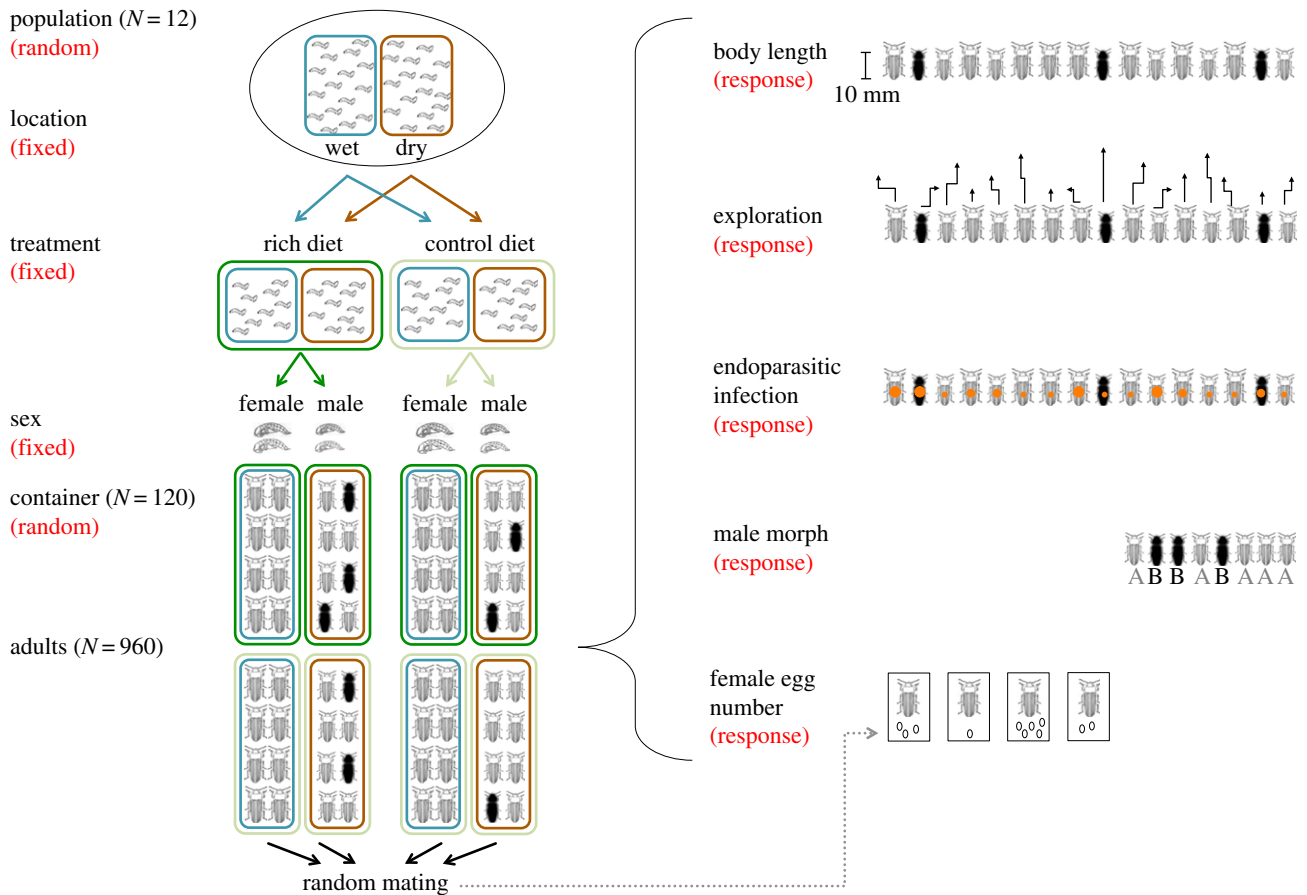 population (N = 12)
(random)
location
(fixed)
wet dry
treatment
(fixed)
rich diet control diet
sex
(fixed)
female male female male
container (N = 120)
(random)
adults (N = 960)
random mating
body length
(response)
10 mm
exploration
(response)
endoparasitic
infection
(response)
male morph
(response)
A B B A B A A A
female egg
number
(response)